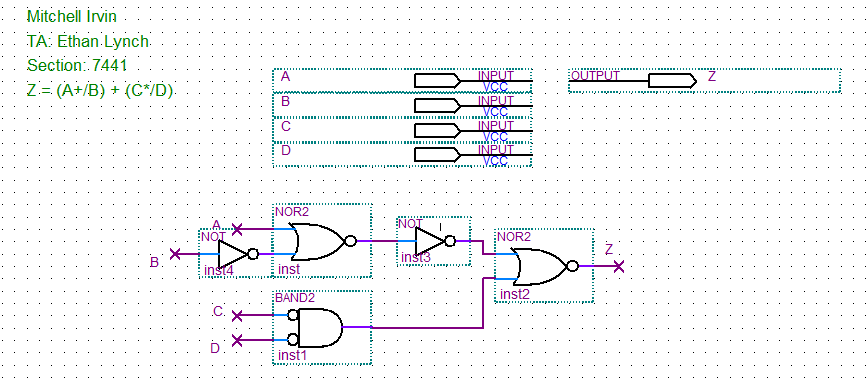 Mitchell Irvin
TA: Ethan Lynch
Section: 7441
Z = (A+/B) + (C*/D)
A INPUT VCC
OUTPUT Z
B INPUT VCC
C INPUT VCC
D INPUT VCC
A
NOR2
NOT
NOR2
NOT
Z
B
inst4
inst
inst3
inst2
BAND2
C
D
inst1